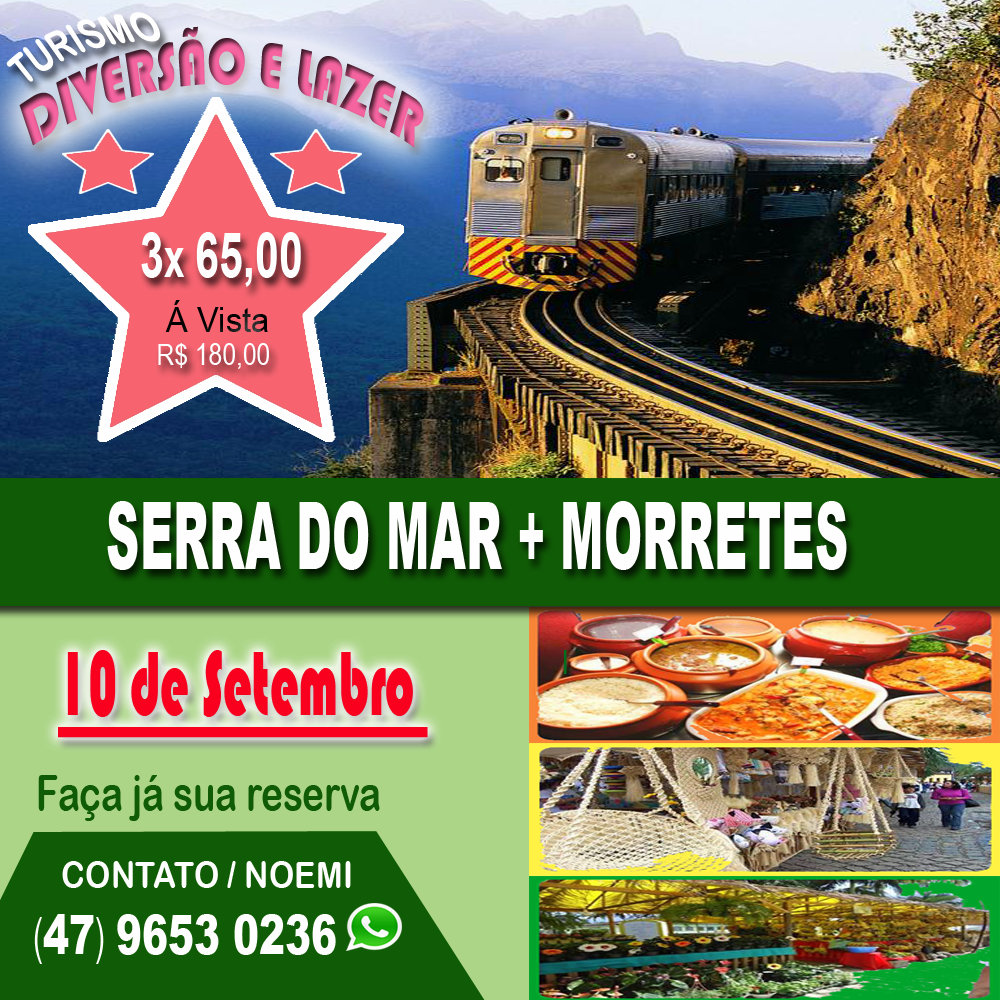 TURISMO
DIVERSÃO E LAZER
3x 65,00
Á Vista
R$ 180,00
SERRA DO MAR + MORRETES
10 de Setembro
Faça já sua reserva
CONTATO / NOEMI
(47) 9653 0236